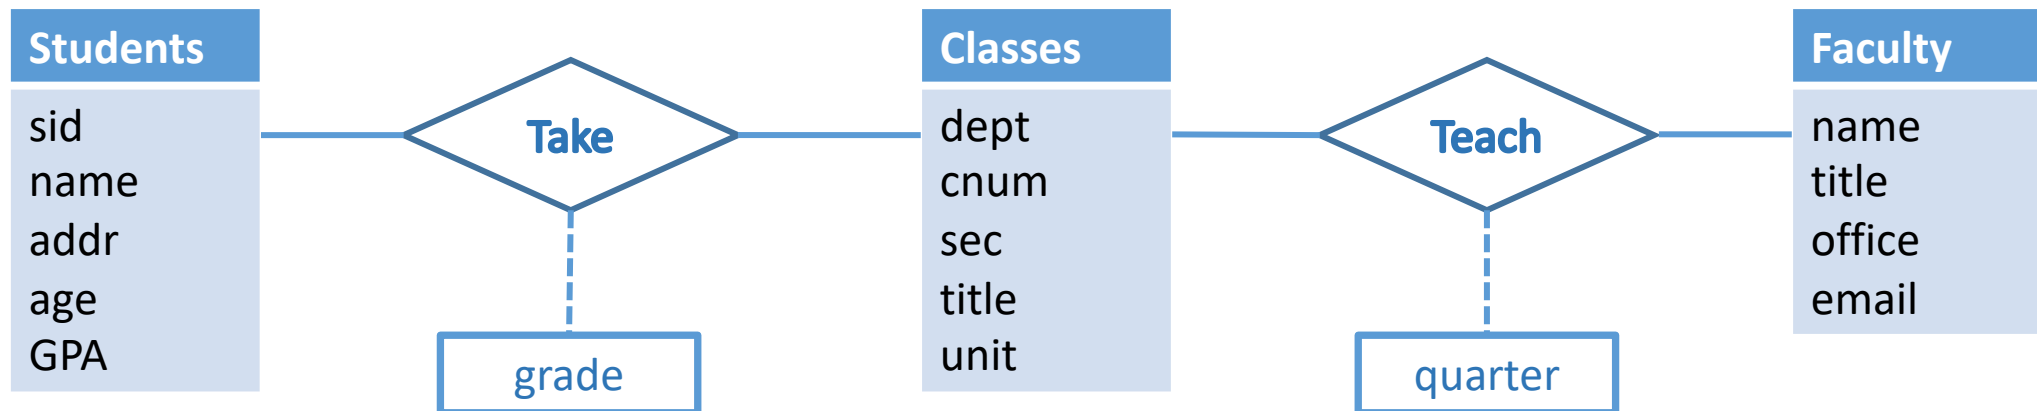 Students
sid
name
addr
age
GPA
Take
grade
Classes
dept
cnum
sec
title
unit
Teach
quarter
Faculty
name
title
office
email